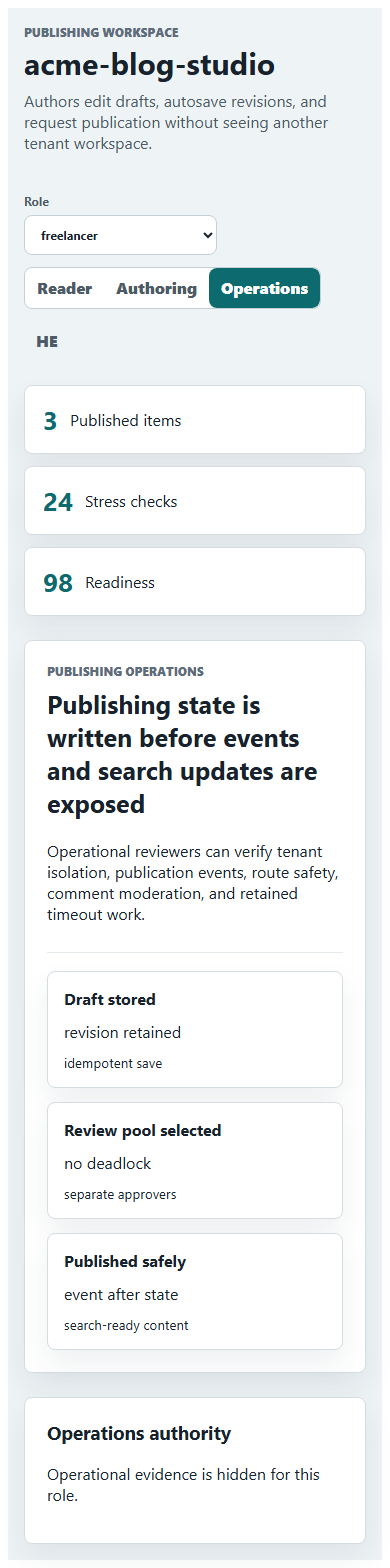 PUBLISHING WORKSPACE
acme-blog-studio
Authors edit drafts, autosave revisions, and
request publication without seeing another
tenant workspace.
Role
freelancer
Reader Authoring Operations
HE
3 Published items
24 Stress checks
98 Readiness
PUBLISHING OPERATIONS
Publishing state is
written before events
and search updates are
exposed
Operational reviewers can verify tenant
isolation, publication events, route safety,
comment moderation, and retained
timeout work.
Draft stored
revision retained
idempotent save
Review pool selected
no deadlock
separate approvers
Published safely
event after state
search-ready content
Operations authority
Operational evidence is hidden for this
role.